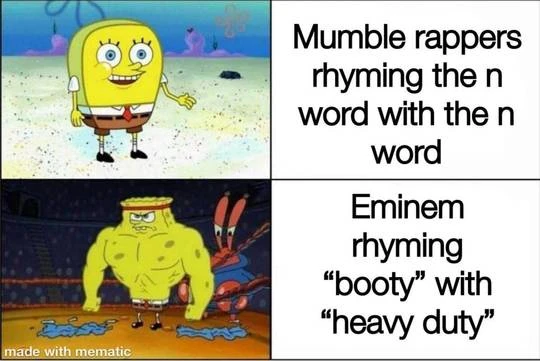 Mumble rappers
rhyming the n
word with the n
word
Eminem
rhyming
“booty” with
“heavy duty”
made with mematic